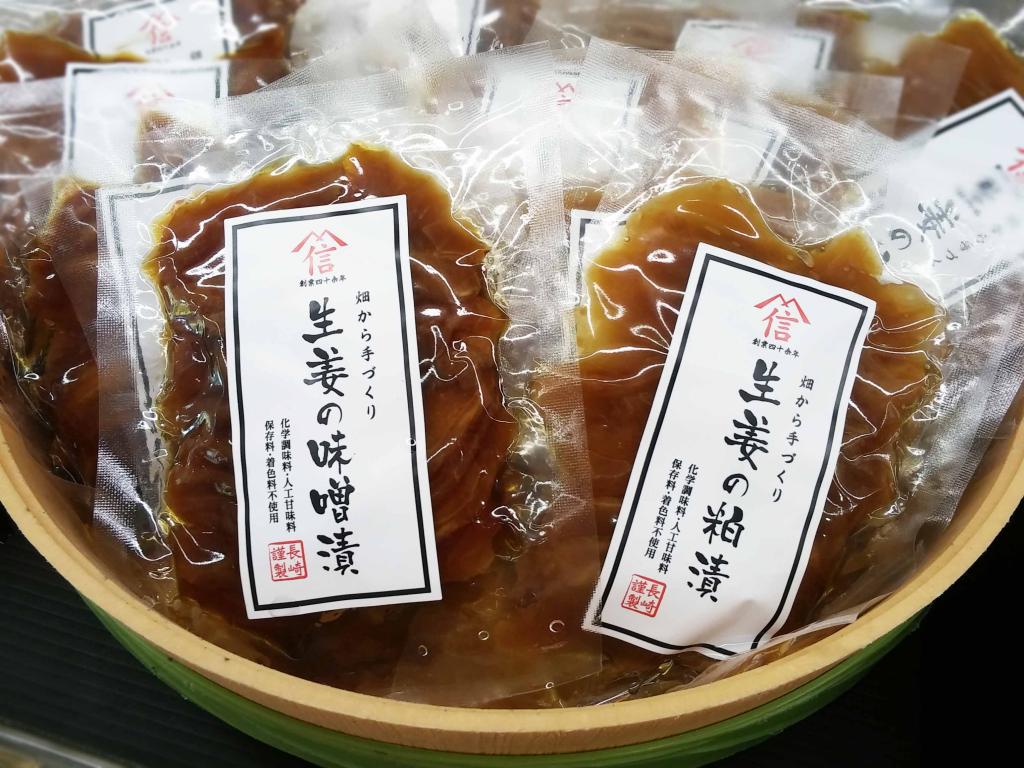 信
創業四十余年
畑から手づくり
生姜の味噌漬
化学調味料・人工甘味料
保存料・着色料不使用
長崎
謹製
信
創業四十余年
畑から手づくり
生姜の粕漬
化学調味料・人工甘味料
保存料・着色料不使用
長崎
謹製
信
姜の